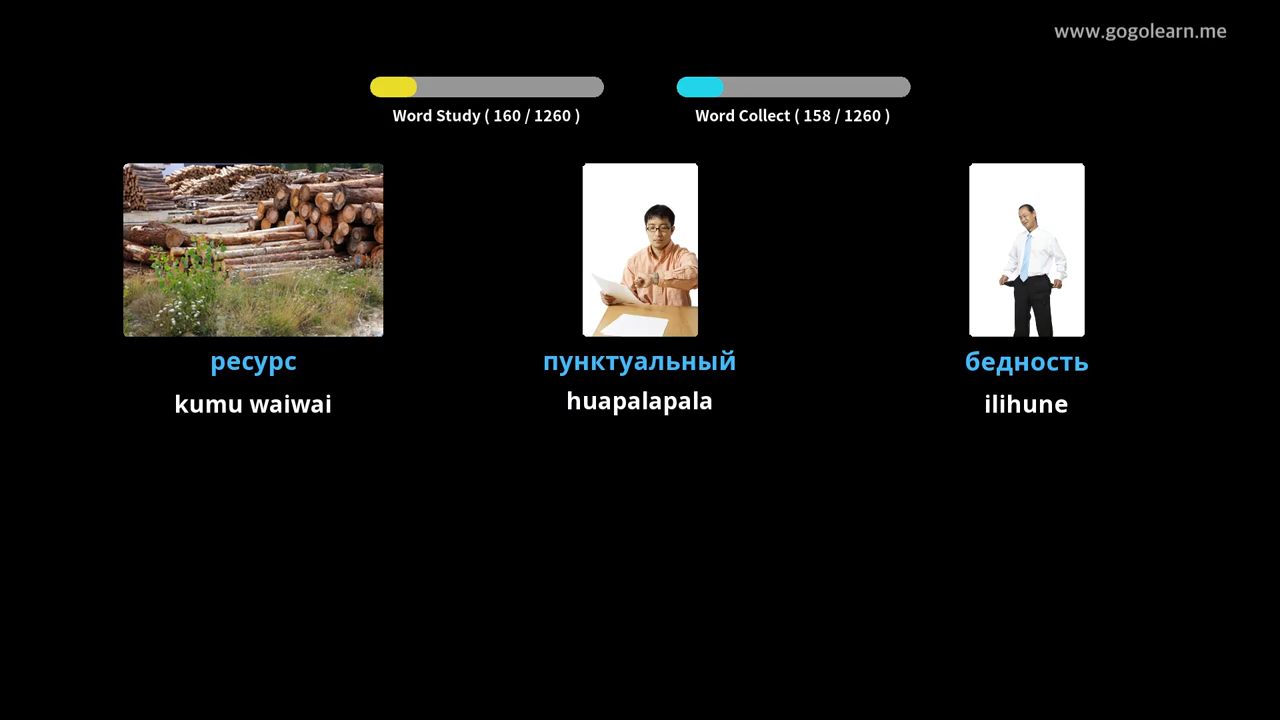 www.gogolearn.me
Word Study ( 160 / 1260 )
Word Collect ( 158 / 1260 )
ресурс
kumu waiwai
пунктуальный
huapalapala
бедность
ilihune